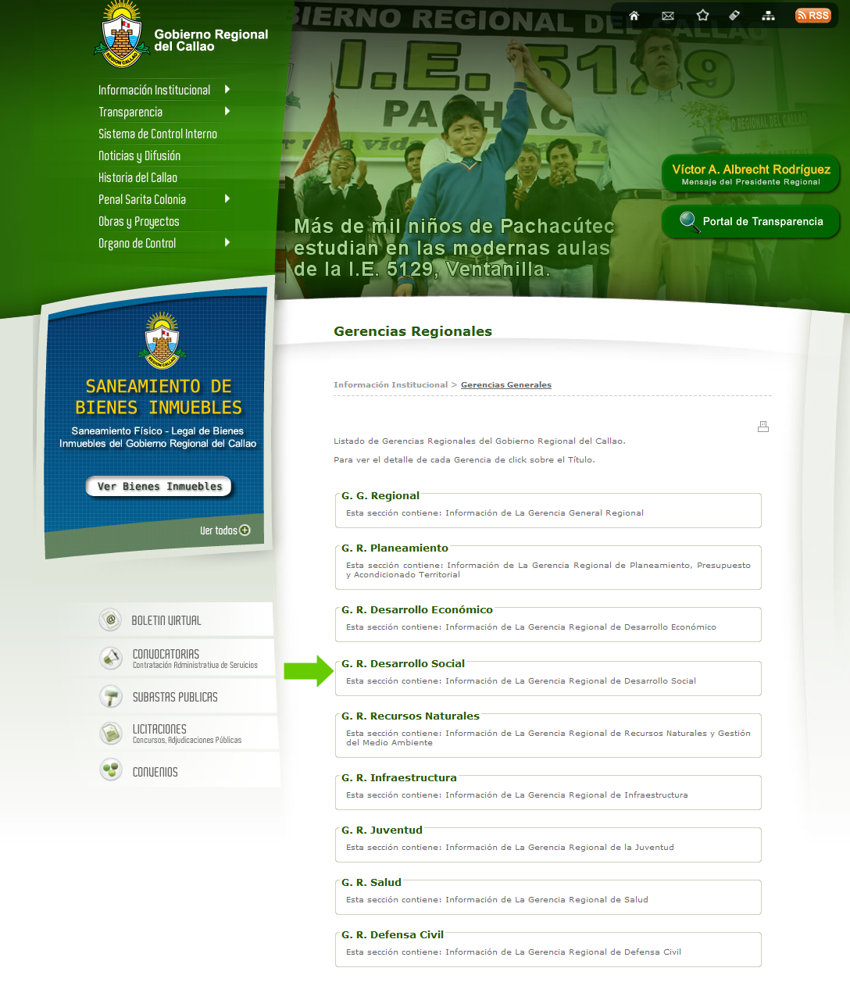 Gobierno Regional
del Callao
RSS
Información Institucional
Transparencia
Sistema de Control Interno
Noticias y Difusión
Historia del Callao
Penal Sarita Colonia
Obras y Proyectos
Organo de Control
I.E. 5129
PACHAC
REGIONAL DEL CALLAO
Víctor A. Albrecht Rodríguez
Mensaje del Presidente Regional
Portal de Transparencia
Más de mil niños de Pachacútec
estudian en las modernas aulas
de la I.E. 5129, Ventanilla.
REGION CALLAO
SANEAMIENTO DE
BIENES INMUEBLES
Saneamiento Físico - Legal de Bienes
Inmuebles del Gobierno Regional del Callao
Ver Bienes Inmuebles
Ver todos
BOLETIN VIRTUAL
CONVOCATORIAS
Contratación Administrativa de Servicios
SUBASTAS PUBLICAS
LICITACIONES
Concursos, Adjudicaciones Públicas
CONVENIOS
Gerencias Regionales
Información Institucional > Gerencias Generales
Listado de Gerencias Regionales del Gobierno Regional del Callao.
Para ver el detalle de cada Gerencia de click sobre el Título.
G. G. Regional
Esta sección contiene: Información de La Gerencia General Regional
G. R. Planeamiento
Esta sección contiene: Información de La Gerencia Regional de Planeamiento, Presupuesto
y Acondicionado Territorial
G. R. Desarrollo Económico
Esta sección contiene: Información de La Gerencia Regional de Desarrollo Económico
G. R. Desarrollo Social
Esta sección contiene: Información de La Gerencia Regional de Desarrollo Social
G. R. Recursos Naturales
Esta sección contiene: Información de La Gerencia Regional de Recursos Naturales y Gestión
del Medio Ambiente
G. R. Infraestructura
Esta sección contiene: Información de La Gerencia Regional de Infraestructura
G. R. Juventud
Esta sección contiene: Información de La Gerencia Regional de la Juventud
G. R. Salud
Esta sección contiene: Información de La Gerencia Regional de Salud
G. R. Defensa Civil
Esta sección contiene: Información de La Gerencia Regional de Defensa Civil